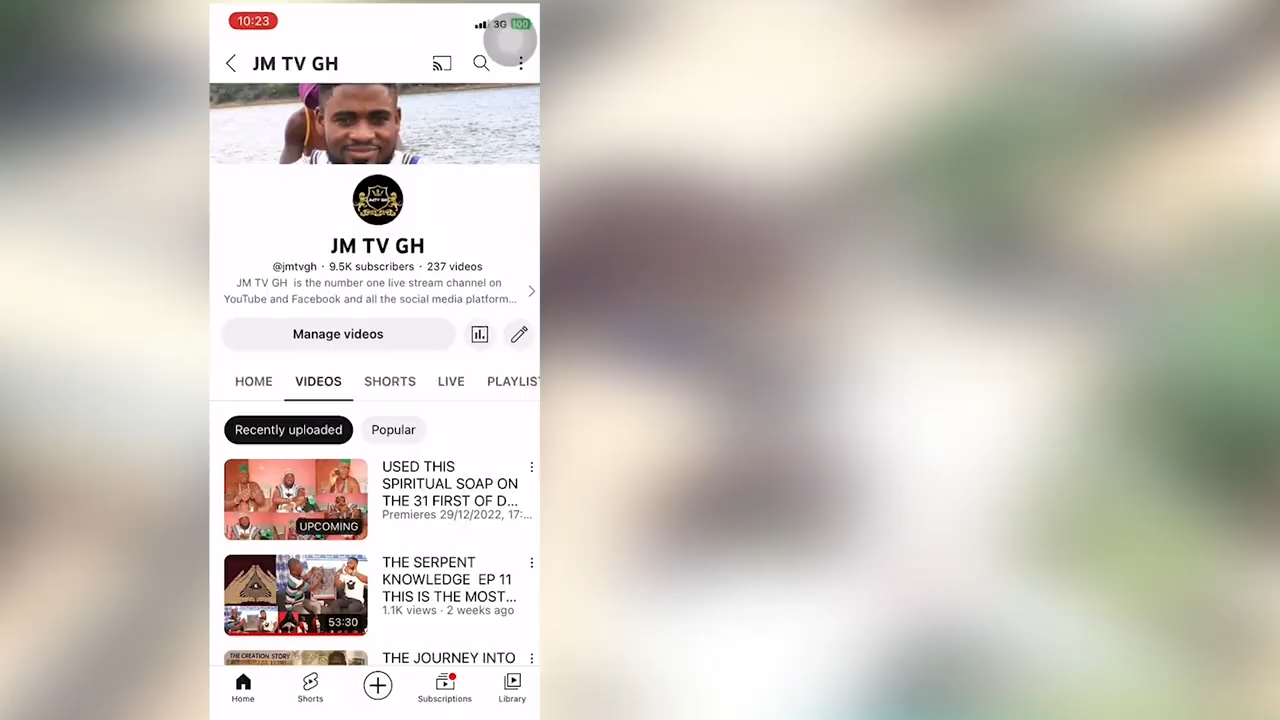 10:23
3G 100
JM TV GH
JM TV GH
@jmtvgh · 9.5K subscribers · 237 videos
JM TV GH is the number one live stream channel on
YouTube and Facebook and all the social media platform...
Manage videos
HOME VIDEOS SHORTS LIVE PLAYLIS
Recently uploaded Popular
USED THIS
SPIRITUAL SOAP ON
THE 31 FIRST OF D...
UPCOMING
Premieres 29/12/2022, 17:...
THE SERPENT
KNOWLEDGE EP 11
THIS IS THE MOST...
1.1K views · 2 weeks ago
53:30
THE CREATION STORY
THE JOURNEY INTO
Home Shorts Subscriptions Library